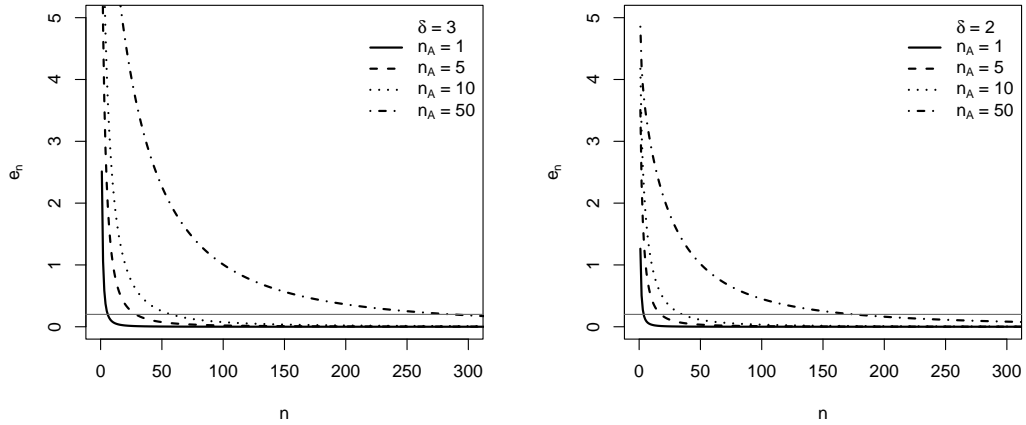 5
4
3
2
1
0
e_n
δ = 3
n_A = 1
n_A = 5
n_A = 10
n_A = 50
0 50 100 150 200 250 300
n
5
4
3
2
1
0
e_n
δ = 2
n_A = 1
n_A = 5
n_A = 10
n_A = 50
0 50 100 150 200 250 300
n